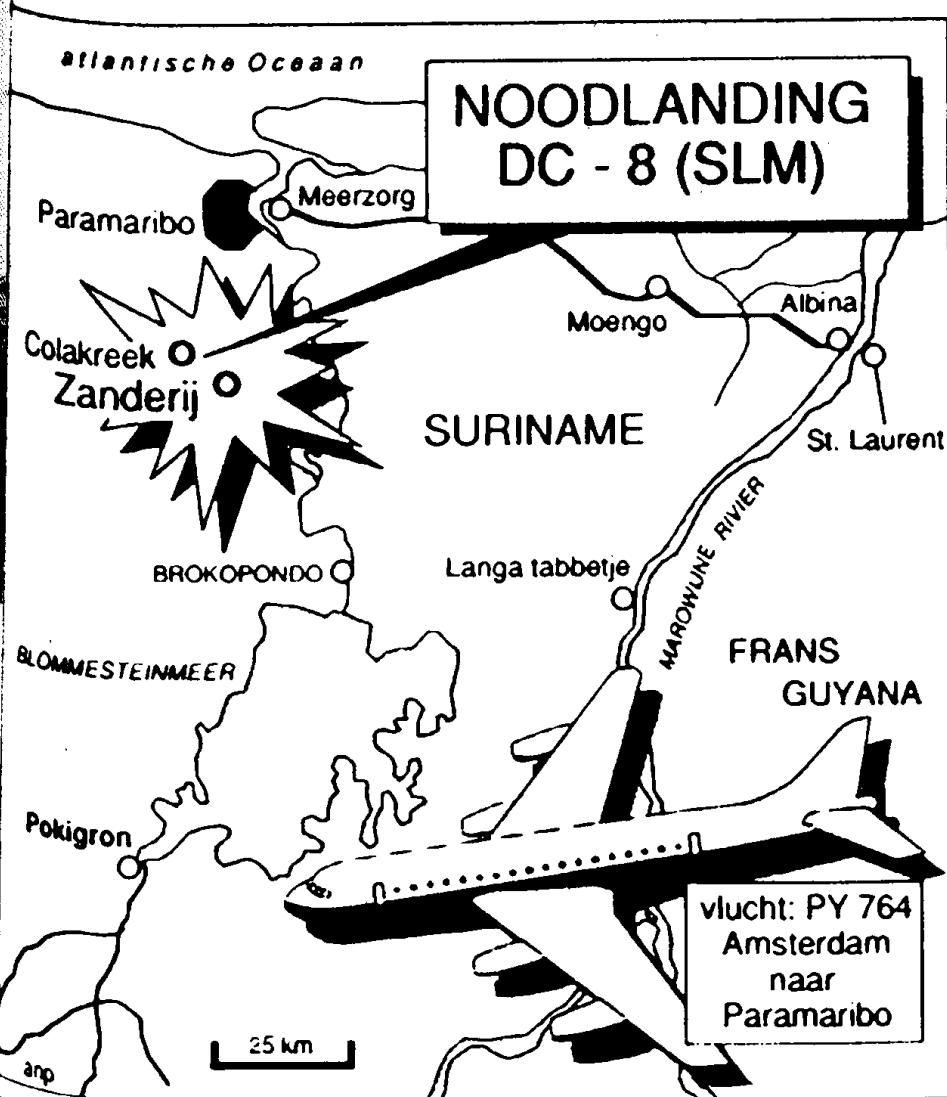 atlantische Oceaan
NOODLANDING
DC - 8 (SLM)
Meerzorg
Paramaribo
Albina
Moengo
Colakreek
Zanderij
SURINAME
St. Laurent
MAROWIJNE RIVIER
BROKOPONDO
Langa tabbetje
BLOMMESTEINMEER
FRANS
GUYANA
Pokigron
vlucht: PY 764
Amsterdam
naar
Paramaribo
25 km
anp